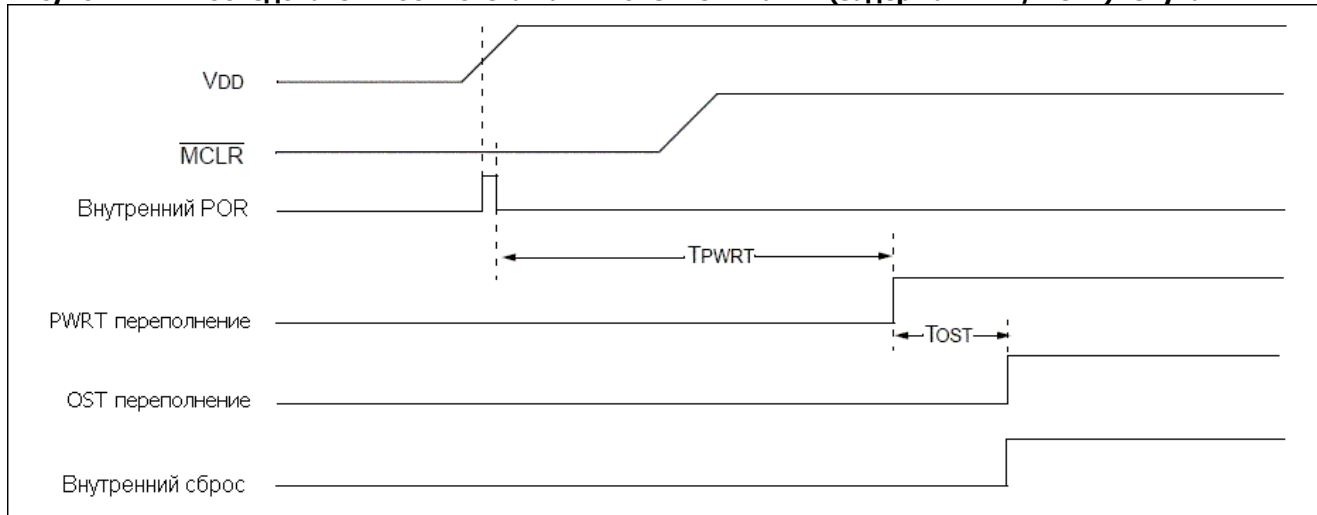 VDD
MCLR
Внутренний POR
TPWRT
PWRT переполнение
TOST
OST переполнение
Внутренний сброс